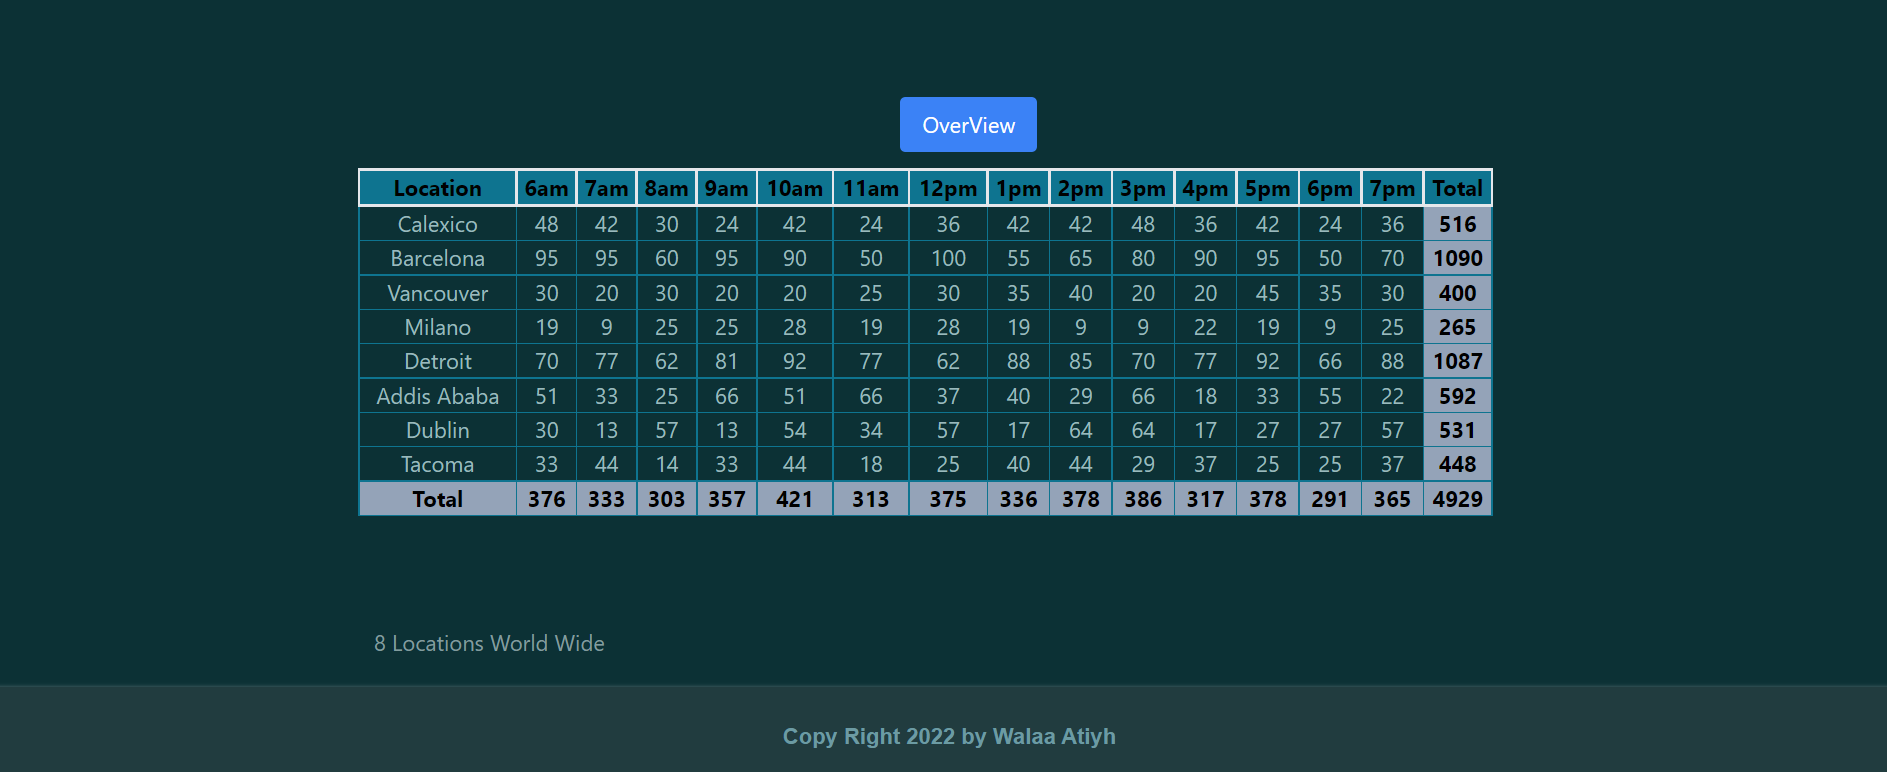 OverView
Location 6am 7am 8am 9am 10am 11am 12pm 1pm 2pm 3pm 4pm 5pm 6pm 7pm Total
Calexico 48 42 30 24 42 24 36 42 42 48 36 42 24 36 516
Barcelona 95 95 60 95 90 50 100 55 65 80 90 95 50 70 1090
Vancouver 30 20 30 20 20 25 30 35 40 20 20 45 35 30 400
Milano 19 9 25 25 28 19 28 19 9 9 22 19 9 25 265
Detroit 70 77 62 81 92 77 62 88 85 70 77 92 66 88 1087
Addis Ababa 51 33 25 66 51 66 37 40 29 66 18 33 55 22 592
Dublin 30 13 57 13 54 34 57 17 64 64 17 27 27 57 531
Tacoma 33 44 14 33 44 18 25 40 44 29 37 25 25 37 448
Total 376 333 303 357 421 313 375 336 378 386 317 378 291 365 4929
8 Locations World Wide
Copy Right 2022 by Walaa Atiyh